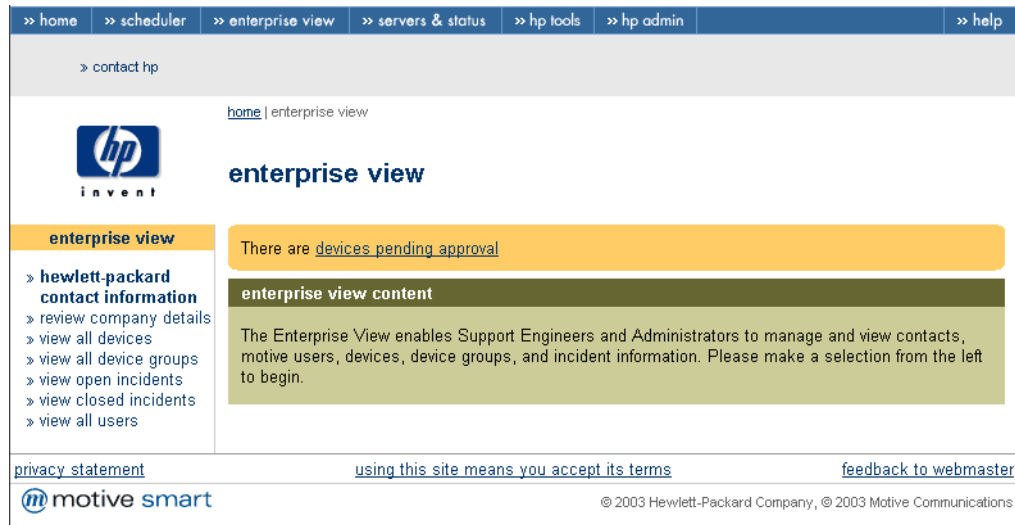 » home » scheduler » enterprise view » servers & status » hp tools » hp admin » help
» contact hp
home | enterprise view
hp
invent
enterprise view
enterprise view
» hewlett-packard
contact information
» review company details
» view all devices
» view all device groups
» view open incidents
» view closed incidents
» view all users
There are devices pending approval
enterprise view content
The Enterprise View enables Support Engineers and Administrators to manage and view contacts,
motive users, devices, device groups, and incident information. Please make a selection from the left
to begin.
privacy statement using this site means you accept its terms feedback to webmaster
m motive smart © 2003 Hewlett-Packard Company, © 2003 Motive Communications